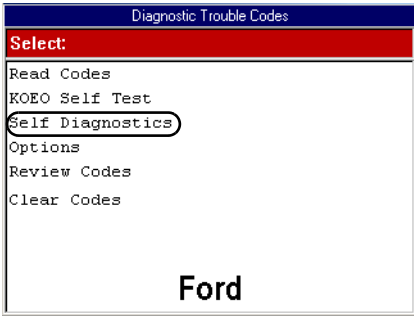 Diagnostic Trouble Codes
Select:
Read Codes
KOEO Self Test
Self Diagnostics
Options
Review Codes
Clear Codes
Ford